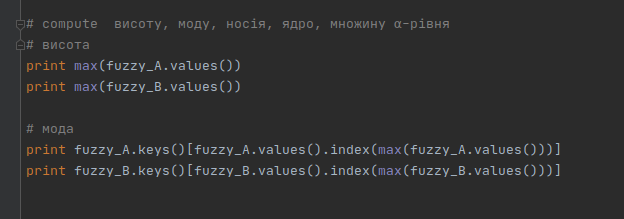 # compute  висоту, моду, носія, ядро, множину α-рівня
# висота
print max(fuzzy_A.values())
print max(fuzzy_B.values())
# мода
print fuzzy_A.keys()[fuzzy_A.values().index(max(fuzzy_A.values()))]
print fuzzy_B.keys()[fuzzy_B.values().index(max(fuzzy_B.values()))]